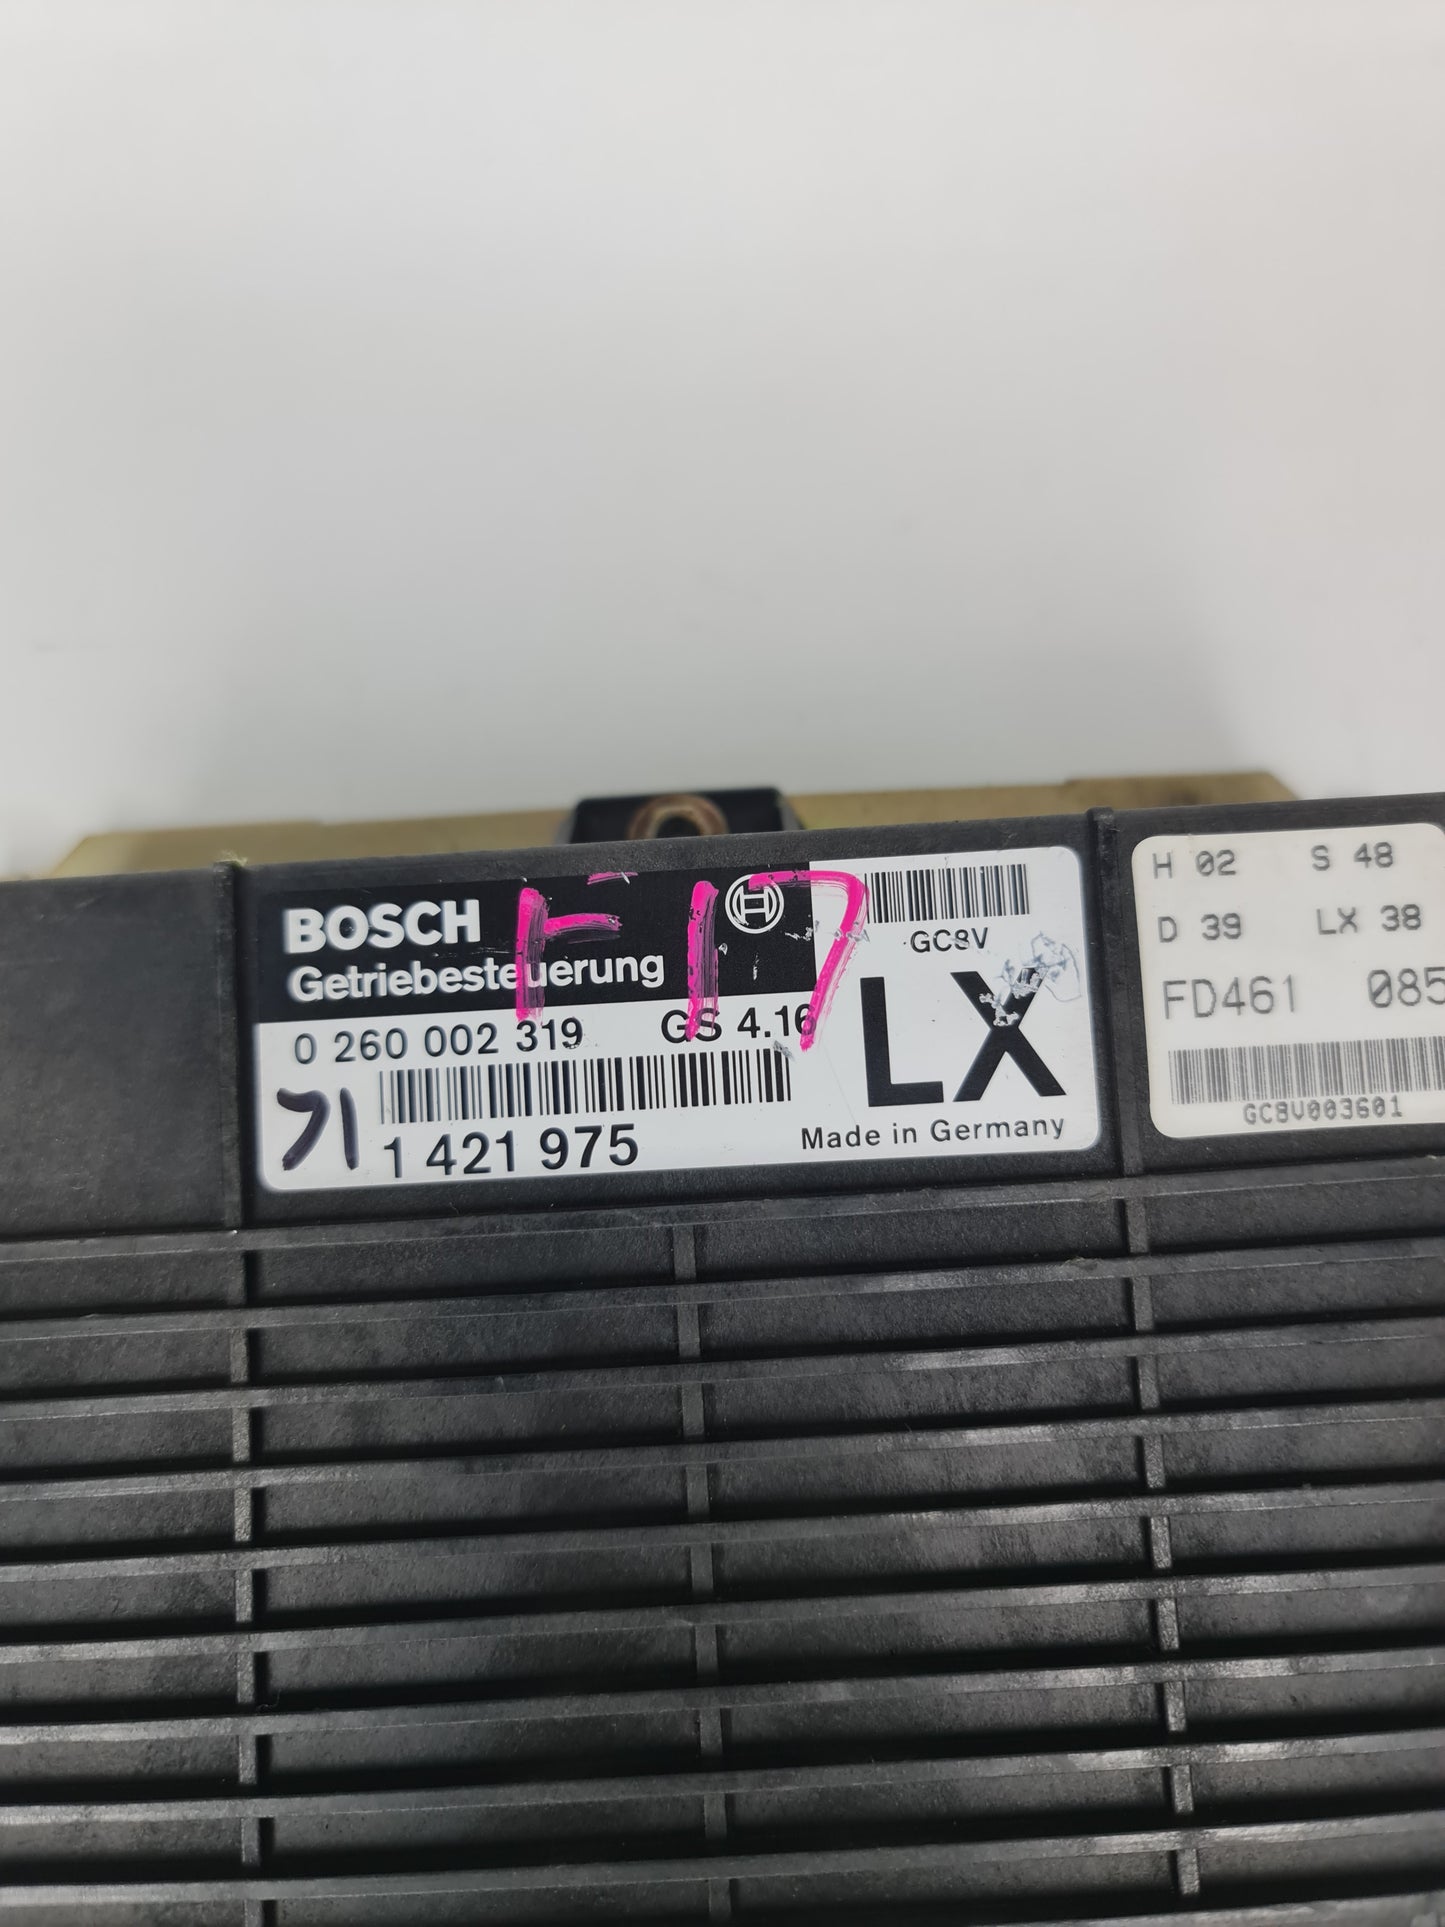 BOSCH
Getriebesteuerung
F17
0 260 002 319 GS 4.16
기
1 421 975
GC8V
LX
Made in Germany
H 02 S 48
D 39 LX 38
FD461 085
GC8V003601